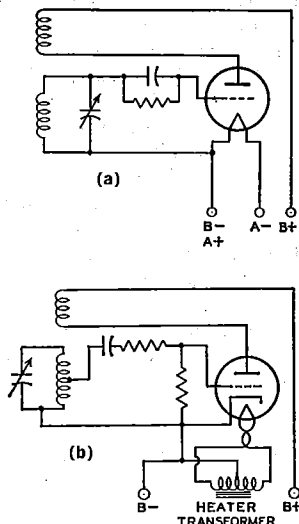 (a)
B- A- B+
A+
(b)
B- B+
HEATER
TRANSFORMER